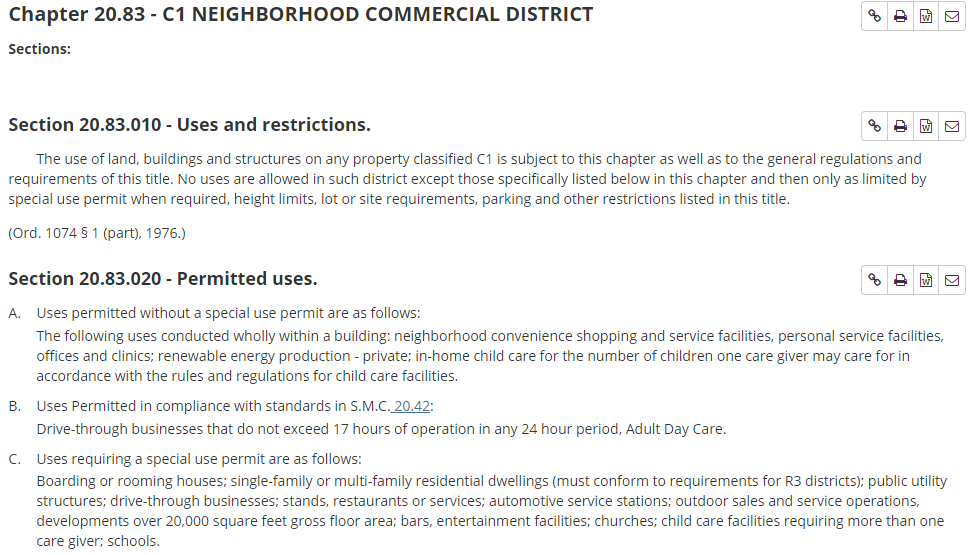 Chapter 20.83 - C1 NEIGHBORHOOD COMMERCIAL DISTRICT
Sections:
Section 20.83.010 - Uses and restrictions.
The use of land, buildings and structures on any property classified C1 is subject to this chapter as well as to the general regulations and
requirements of this title. No uses are allowed in such district except those specifically listed below in this chapter and then only as limited by
special use permit when required, height limits, lot or site requirements, parking and other restrictions listed in this title.
(Ord. 1074 § 1 (part), 1976.)
Section 20.83.020 - Permitted uses.
A. Uses permitted without a special use permit are as follows:
The following uses conducted wholly within a building: neighborhood convenience shopping and service facilities, personal service facilities,
offices and clinics; renewable energy production - private; in-home child care for the number of children one care giver may care for in
accordance with the rules and regulations for child care facilities.
B. Uses Permitted in compliance with standards in S.M.C. 20.42:
Drive-through businesses that do not exceed 17 hours of operation in any 24 hour period, Adult Day Care.
C. Uses requiring a special use permit are as follows:
Boarding or rooming houses; single-family or multi-family residential dwellings (must conform to requirements for R3 districts); public utility
structures; drive-through businesses; stands, restaurants or services; automotive service stations; outdoor sales and service operations,
developments over 20,000 square feet gross floor area; bars, entertainment facilities; churches; child care facilities requiring more than one
care giver; schools.